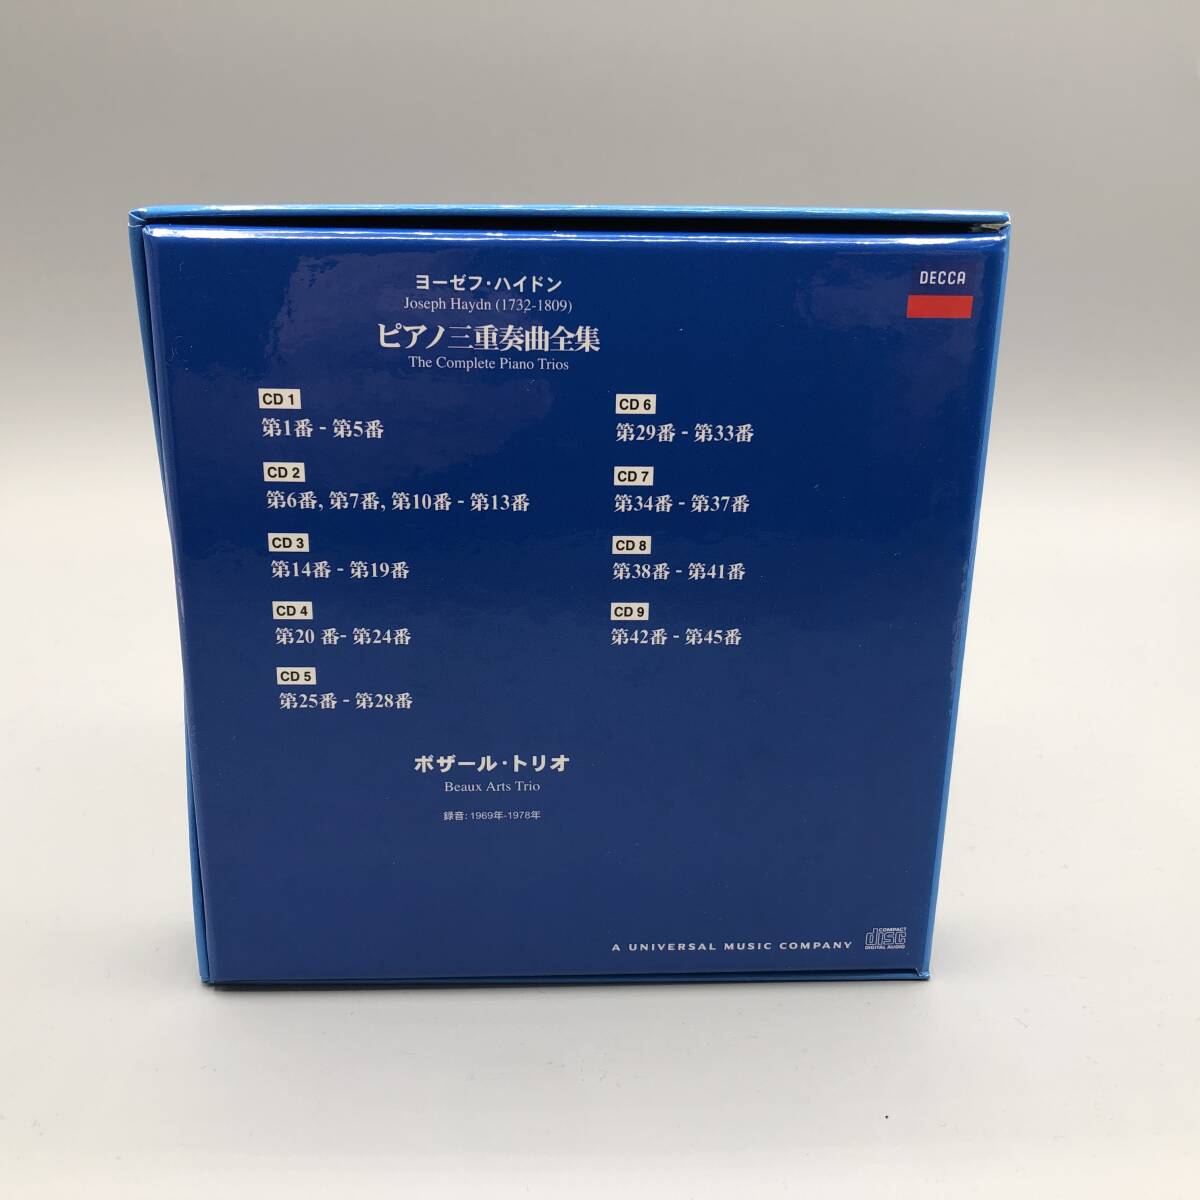 ヨーゼフ・ハイドン
Joseph Haydn (1732-1809)
ピアノ三重奏曲全集
The Complete Piano Trios
DECCA
CD 1
第1番 - 第5番
CD 2
第6番, 第7番, 第10番 - 第13番
CD 3
第14番 - 第19番
CD 4
第20 番- 第24番
CD 5
第25番 - 第28番
CD 6
第29番 - 第33番
CD 7
第34番 - 第37番
CD 8
第38番 - 第41番
CD 9
第42番 - 第45番
ボザール・トリオ
Beaux Arts Trio
録音: 1969年-1978年
A UNIVERSAL MUSIC COMPANY
COMPACT
disc
DIGITAL AUDIO